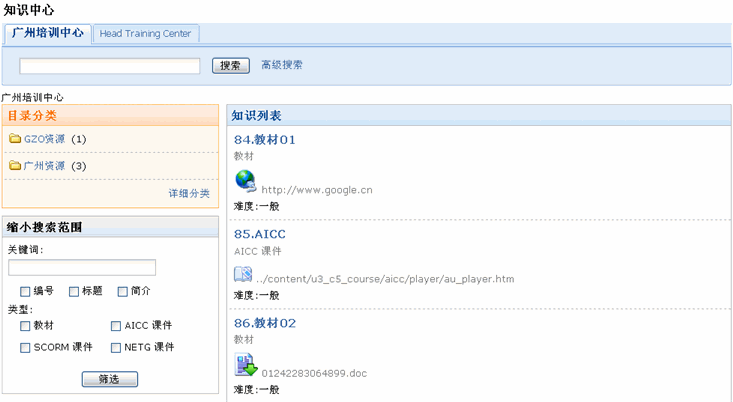 知识中心
广州培训中心 Head Training Center
搜索 高级搜索
广州培训中心
目录分类
GZO资源 (1)
广州资源 (3)
详细分类
缩小搜索范围
关键词:
编号 标题 简介
类型:
教材 AICC 课件
SCORM 课件 NETG 课件
筛选
知识列表
84.教材01
教材
http://www.google.cn
难度:一般
85.AICC
AICC 课件
../content/u3_c5_course/aicc/player/au_player.htm
难度:一般
86.教材02
教材
01242283064899.doc
难度:一般